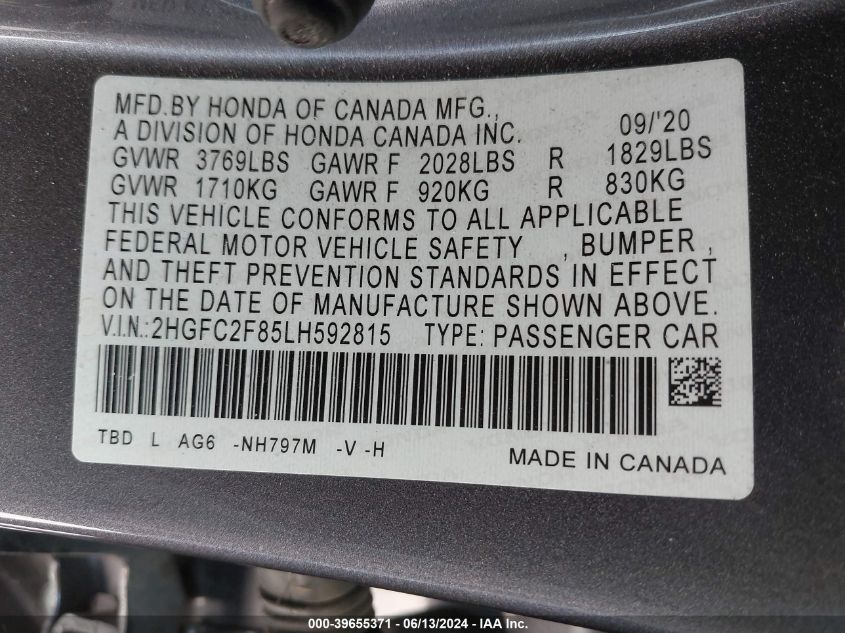 MFD.BY HONDA OF CANADA MFG.,
A DIVISION OF HONDA CANADA INC. 09/'20
GVWR 3769LBS GAWR F 2028LBS R 1829LBS
GVWR 1710KG GAWR F 920KG R 830KG
THIS VEHICLE CONFORMS TO ALL APPLICABLE
FEDERAL MOTOR VEHICLE SAFETY , BUMPER ,
AND THEFT PREVENTION STANDARDS IN EFFECT
ON THE DATE OF MANUFACTURE SHOWN ABOVE.
V.I.N.:2HGFC2F85LH592815 TYPE: PASSENGER CAR
TBD L AG6 -NH797M -V -H
MADE IN CANADA
000-39655371 - 06/13/2024 - IAA Inc.